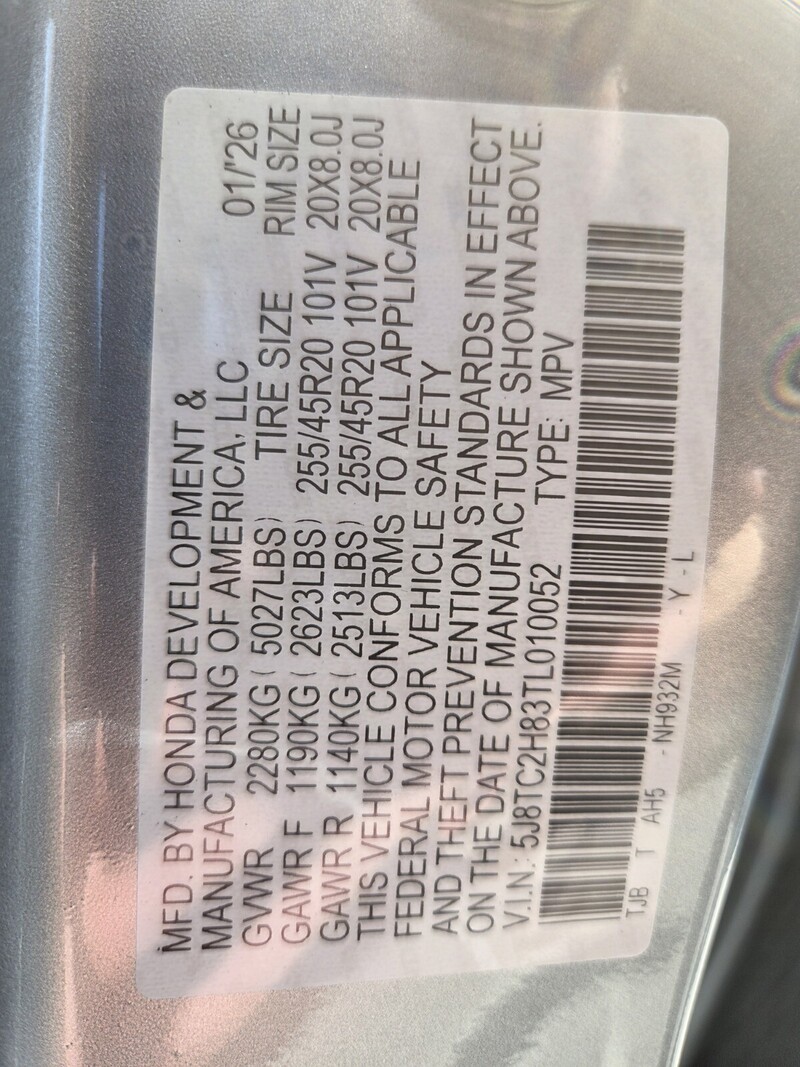 MFD. BY HONDA DEVELOPMENT &
MANUFACTURING OF AMERICA, LLC 01/'26
GVWR 2280KG ( 5027LBS) TIRE SIZE RIM SIZE
GAWR F 1190KG ( 2623LBS) 255/45R20 101V 20X8.0J
GAWR R 1140KG ( 2513LBS) 255/45R20 101V 20X8.0J
THIS VEHICLE CONFORMS TO ALL APPLICABLE
FEDERAL MOTOR VEHICLE SAFETY
AND THEFT PREVENTION STANDARDS IN EFFECT
ON THE DATE OF MANUFACTURE SHOWN ABOVE.
V.I.N.: 5J8TC2H83TL010052 TYPE: MPV
TJB T AH5 - NH932M - Y - L